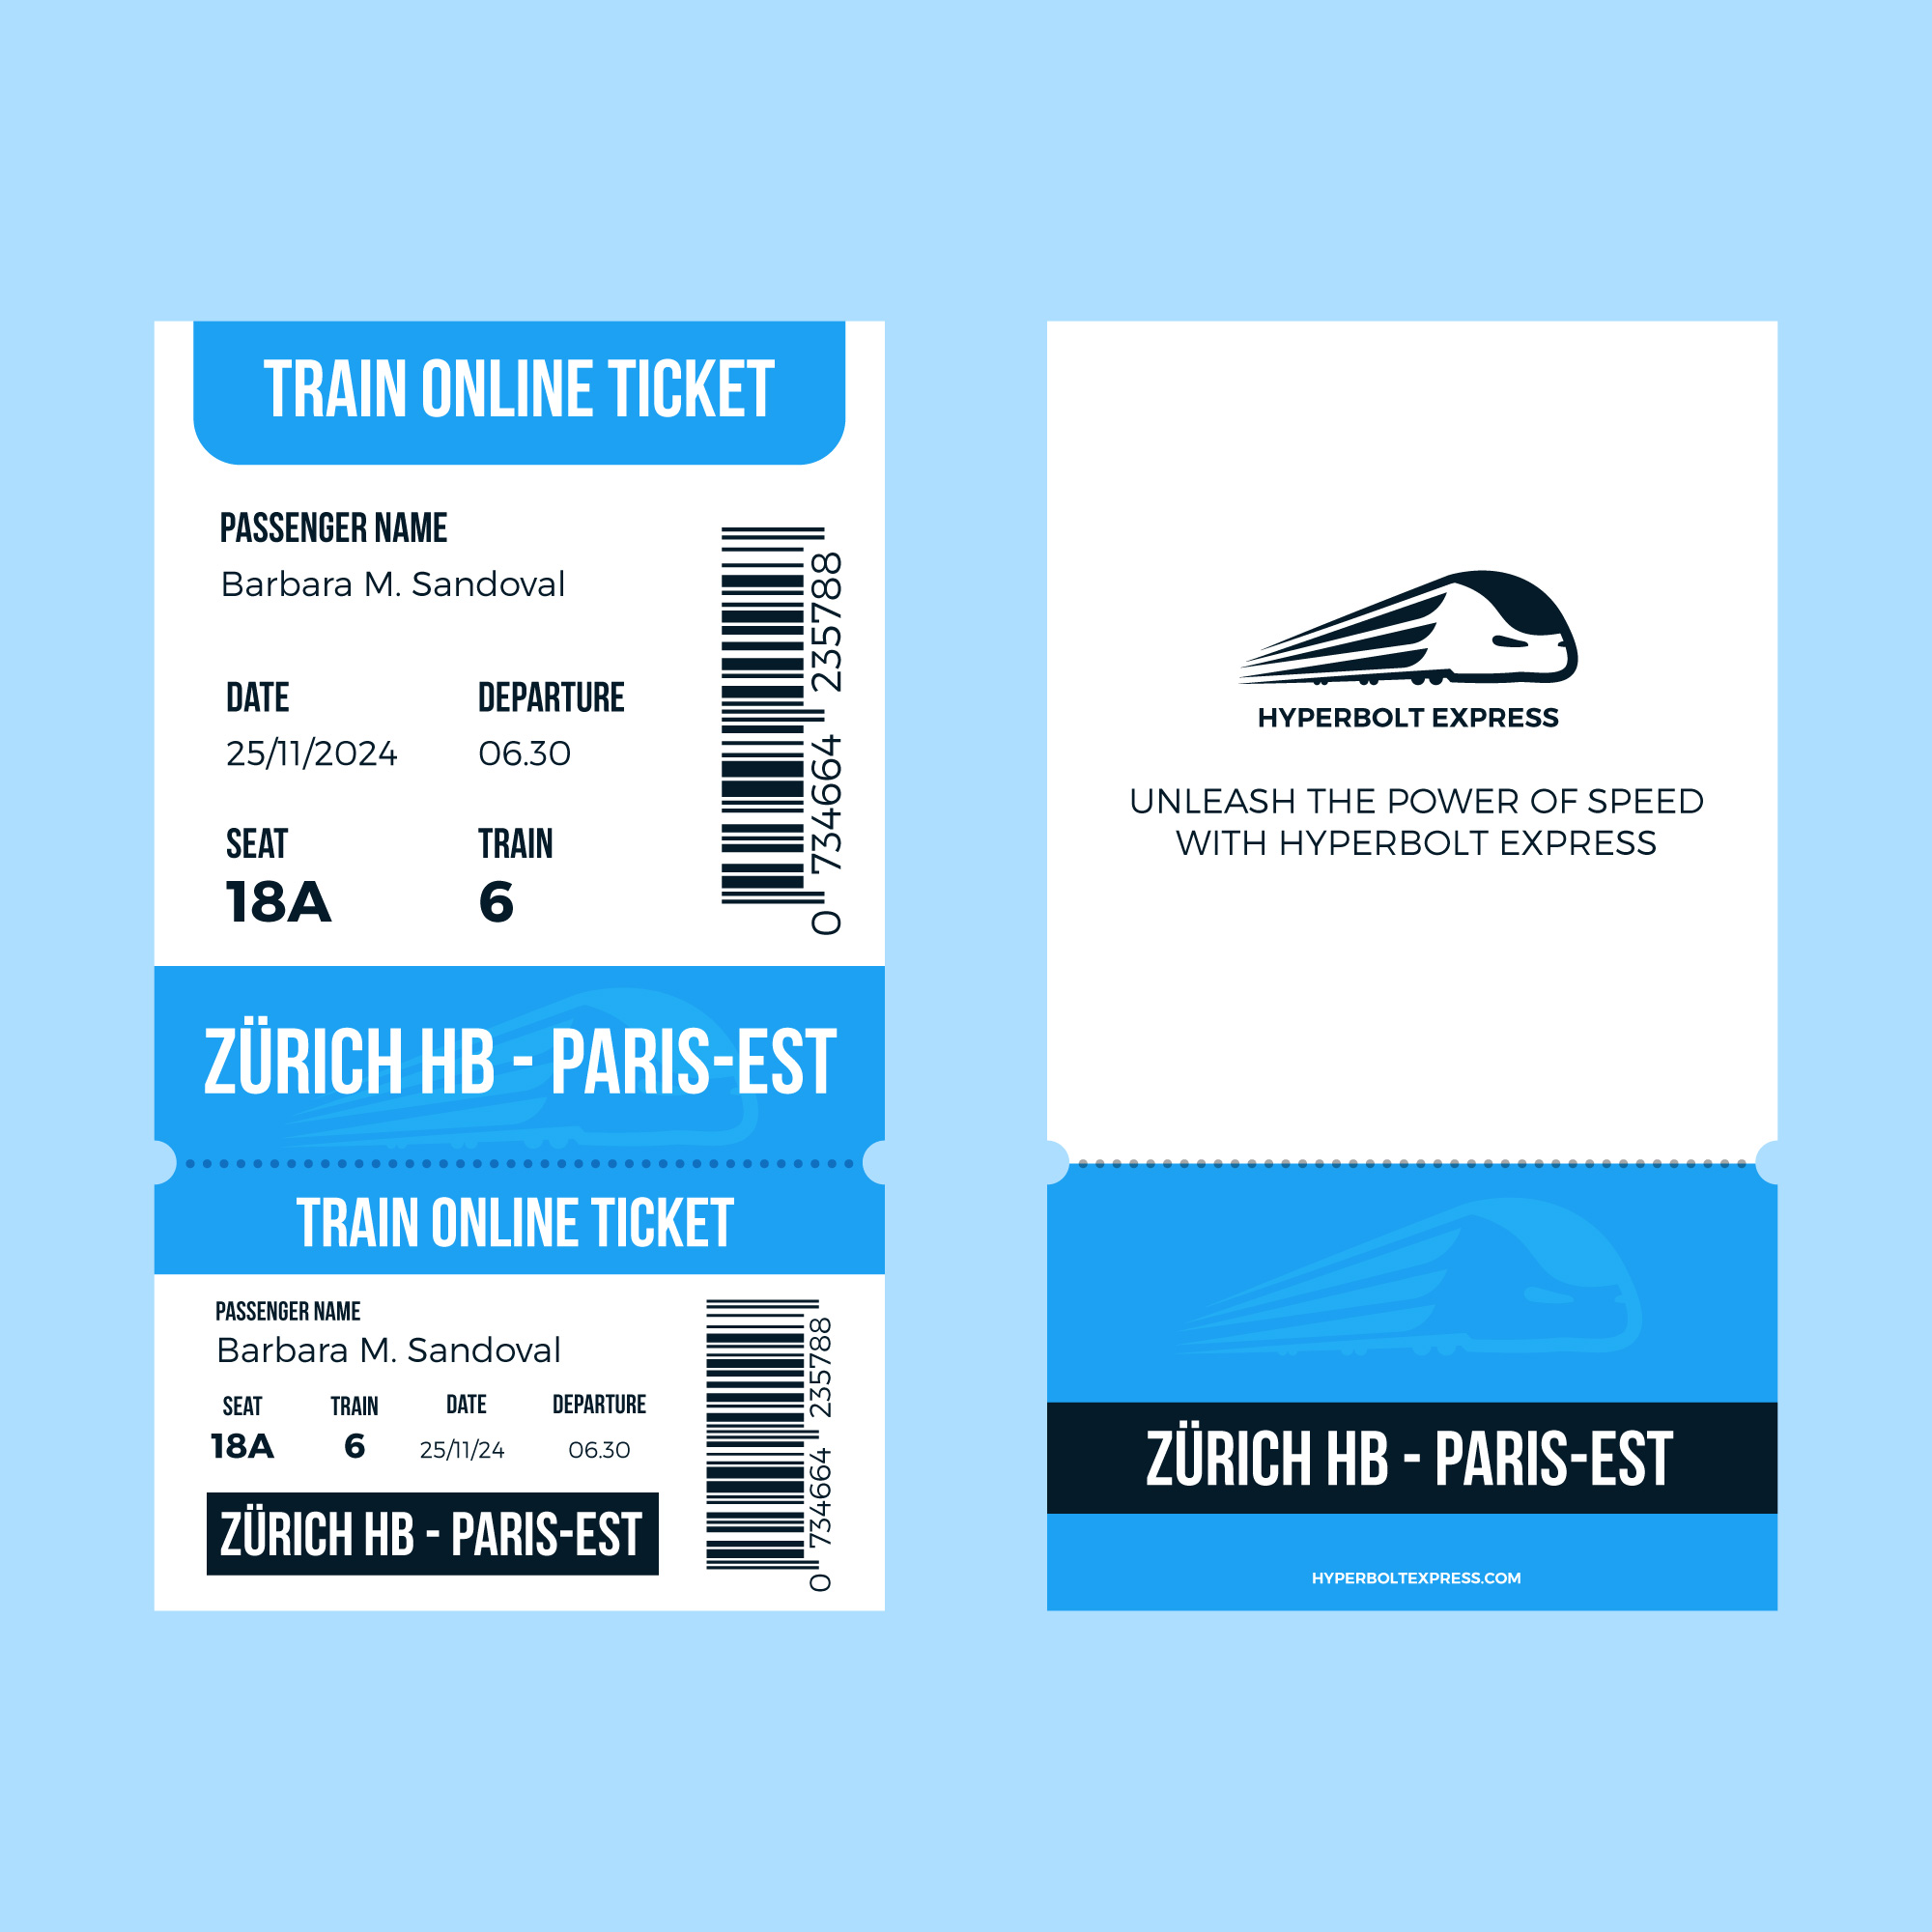 TRAIN ONLINE TICKET
PASSENGER NAME
Barbara M. Sandoval
DATE DEPARTURE
25/11/2024 06.30
SEAT TRAIN
18A 6
0 734664 235788
ZÜRICH HB - PARIS-EST
TRAIN ONLINE TICKET
PASSENGER NAME
Barbara M. Sandoval
SEAT TRAIN DATE DEPARTURE
18A 6 25/11/24 06.30
ZÜRICH HB - PARIS-EST
0 734664 235788
HYPERBOLT EXPRESS
UNLEASH THE POWER OF SPEED
WITH HYPERBOLT EXPRESS
ZÜRICH HB - PARIS-EST
HYPERBOLTEXPRESS.COM